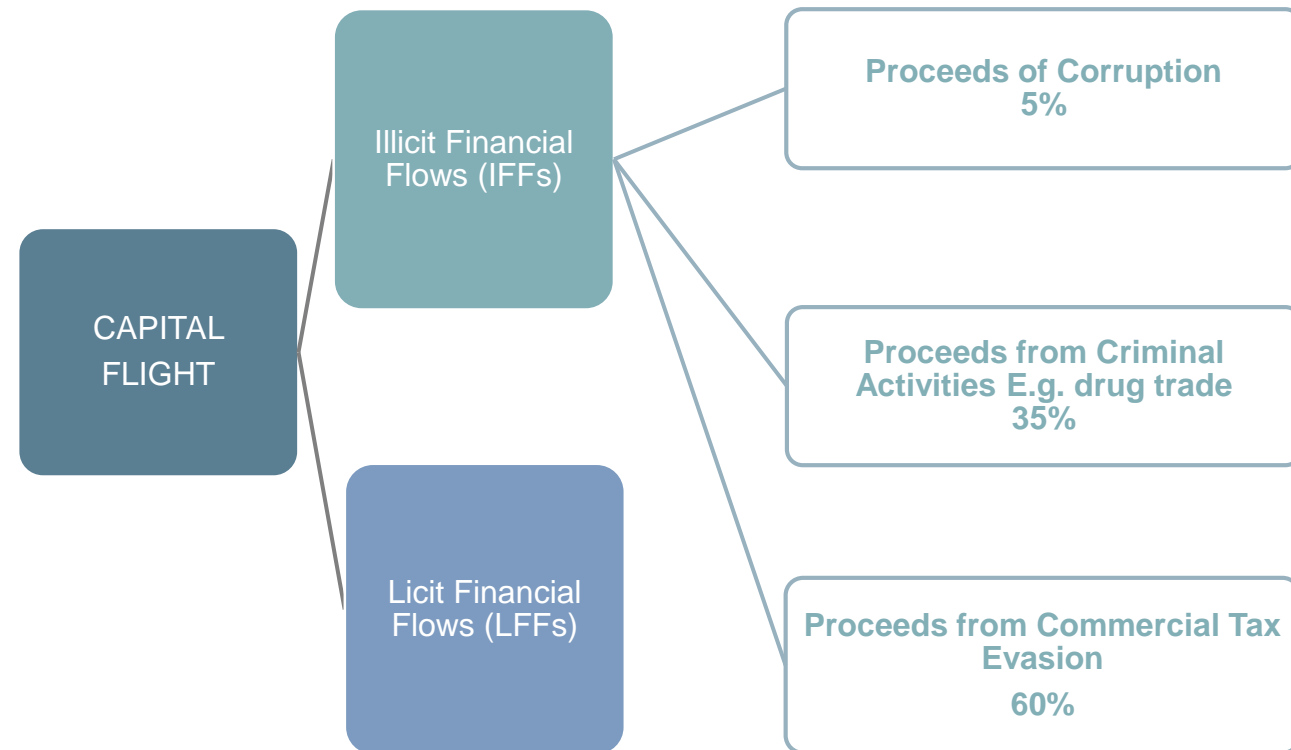 CAPITAL
FLIGHT
Illicit Financial
Flows (IFFs)
Licit Financial
Flows (LFFs)
Proceeds of Corruption
5%
Proceeds from Criminal
Activities E.g. drug trade
35%
Proceeds from Commercial Tax
Evasion
60%